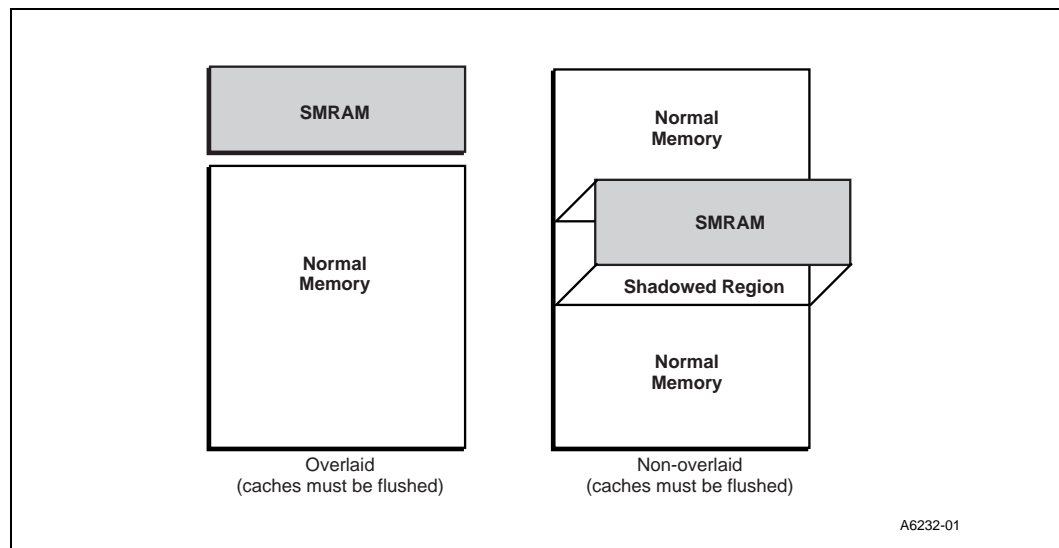 SMRAM
Normal
Memory
Overlaid
(caches must be flushed)
Normal
Memory
SMRAM
Shadowed Region
Normal
Memory
Non-overlaid
(caches must be flushed)
A6232-01